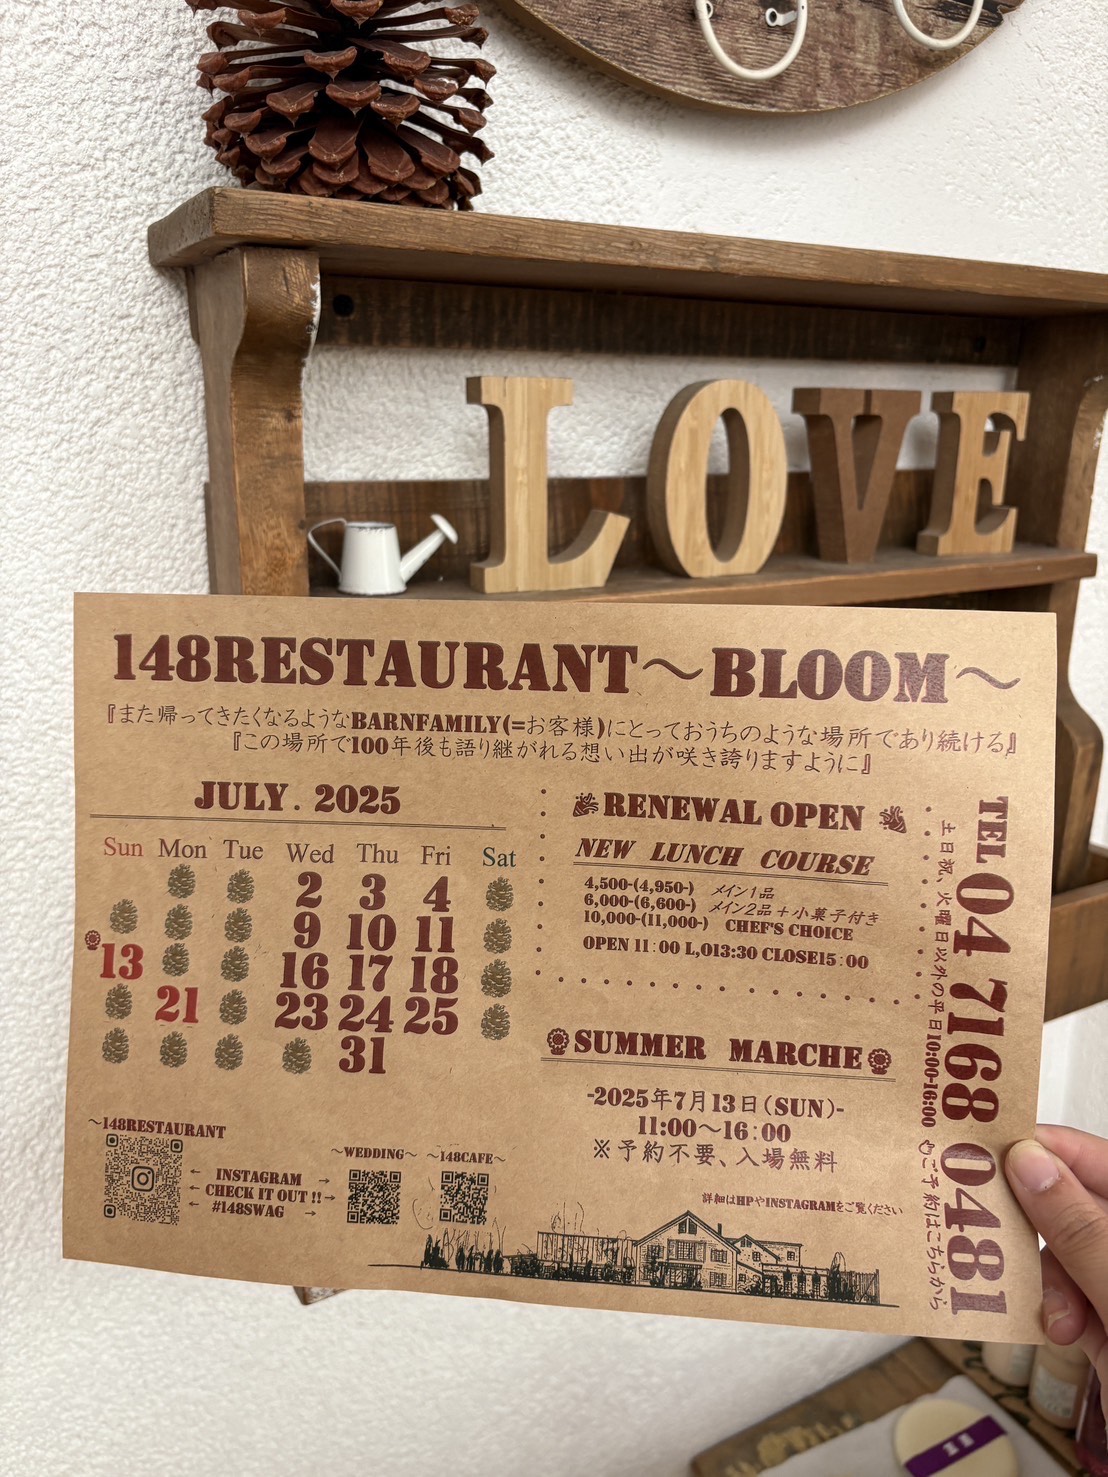 LOVE
148RESTAURANT～BLOOM～
『また帰ってきたくなるようなBARNFAMILY(=お客様)にとっておうちのような場所であり続ける』
『この場所で100年後も語り継がれる想い出が咲き誇りますように』
JULY. 2025
Sun Mon Tue Wed Thu Fri Sat
2 3 4
9 10 11
13 16 17 18
21 23 24 25
31
～148RESTAURANT
← INSTAGRAM →
← CHECK IT OUT !! →
← #148SWAG →
～WEDDING～ ～148CAFE～
RENEWAL OPEN
NEW LUNCH COURSE
4,500-(4,950-) メイン1品
6,000-(6,600-) メイン2品＋小菓子付き
10,000-(11,000-) CHEF'S CHOICE
OPEN 11:00 L,O13:30 CLOSE15:00
SUMMER MARCHE
-2025年7月13日(SUN)-
11:00～16:00
※予約不要、入場無料
詳細はHPやINSTAGRAMをご覧ください
TEL 04 7168 0481
土日祝、火曜日以外の平日10:00-16:00 ご予約はこちらから
11